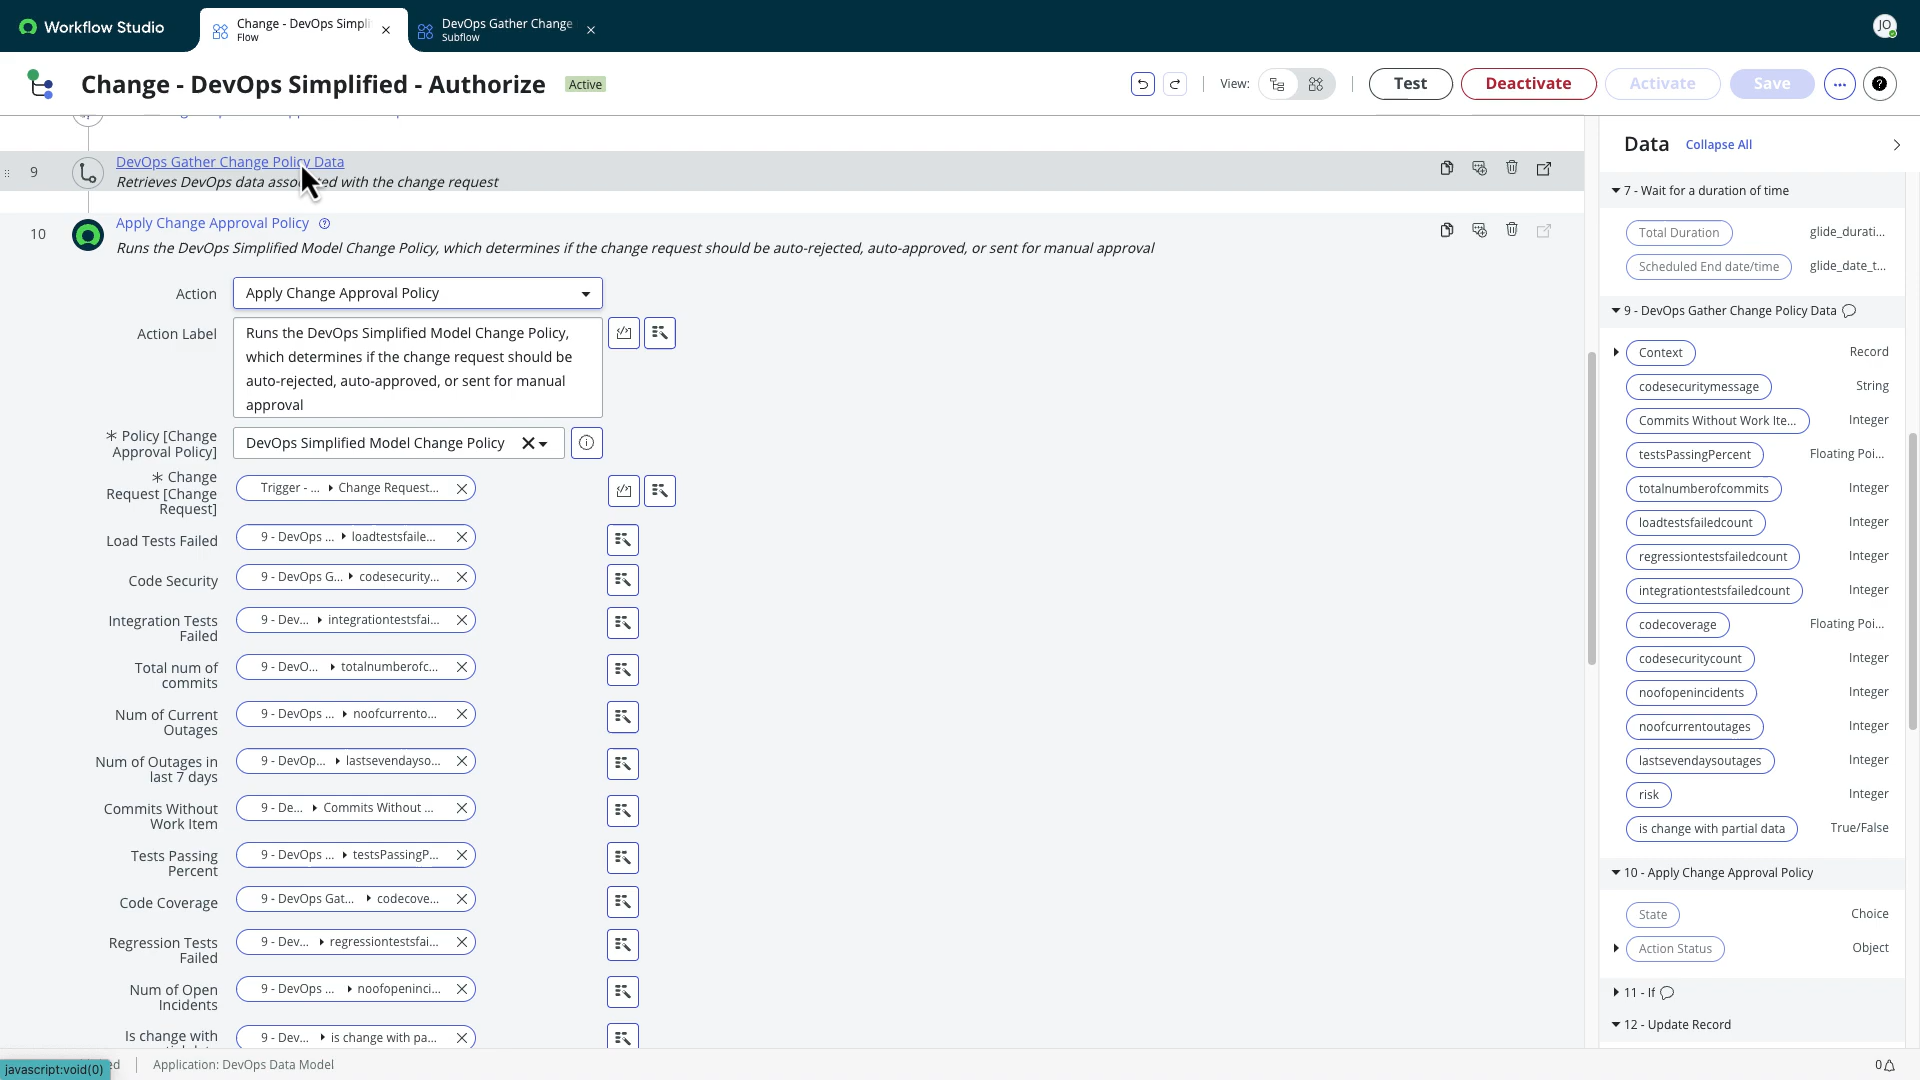 Workflow Studio
Change - DevOps Simpli
Flow
DevOps Gather Change
Subflow
JO
Change - DevOps Simplified - Authorize
Active
View:
Test
Deactivate
Activate
Save
9
DevOps Gather Change Policy Data
Retrieves DevOps data associated with the change request
10
Apply Change Approval Policy
Runs the DevOps Simplified Model Change Policy, which determines if the change request should be auto-rejected, auto-approved, or sent for manual approval
Action
Apply Change Approval Policy
Action Label
Runs the DevOps Simplified Model Change Policy,
which determines if the change request should be
auto-rejected, auto-approved, or sent for manual
approval
* Policy [Change
Approval Policy]
DevOps Simplified Model Change Policy
* Change
Request [Change
Request]
Trigger - ... Change Request...
Load Tests Failed
9 - DevOps ... loadtestsfaile...
Code Security
9 - DevOps G... codesecurity...
Integration Tests
Failed
9 - Dev... integrationtestsfai...
Total num of
commits
9 - DevO... totalnumberofc...
Num of Current
Outages
9 - DevOps ... noofcurrento...
Num of Outages in
last 7 days
9 - DevOp... lastsevendayso...
Commits Without
Work Item
9 - De... Commits Without ...
Tests Passing
Percent
9 - DevOps ... testsPassingP...
Code Coverage
9 - DevOps Gat... codecove...
Regression Tests
Failed
9 - Dev... regressiontestsfai...
Num of Open
Incidents
9 - DevOps ... noofopeninci...
Is change with
9 - Dev... is change with pa...
Data
Collapse All
7 - Wait for a duration of time
Total Duration
glide_durati...
Scheduled End date/time
glide_date_t...
9 - DevOps Gather Change Policy Data
Context
Record
codesecuritymessage
String
Commits Without Work Ite...
Integer
testsPassingPercent
Floating Poi...
totalnumberofcommits
Integer
loadtestsfailedcount
Integer
regressiontestsfailedcount
Integer
integrationtestsfailedcount
Integer
codecoverage
Floating Poi...
codesecuritycount
Integer
noofopenincidents
Integer
noofcurrentoutages
Integer
lastsevendaysoutages
Integer
risk
Integer
is change with partial data
True/False
10 - Apply Change Approval Policy
State
Choice
Action Status
Object
11 - If
12 - Update Record
javascript:void(0)
Application: DevOps Data Model
0